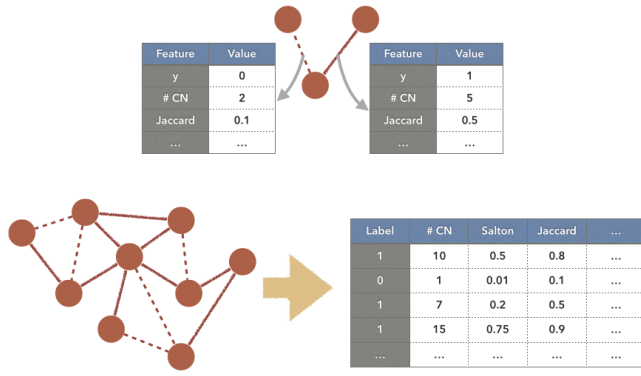 Feature Value
y 0
# CN 2
Jaccard 0.1
... ...
Feature Value
y 1
# CN 5
Jaccard 0.5
... ...
Label # CN Salton Jaccard ...
1 10 0.5 0.8 ...
0 1 0.01 0.1 ...
1 7 0.2 0.5 ...
1 15 0.75 0.9 ...
... ... ... ... ...